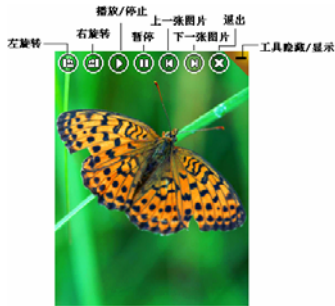 播放/停止
上一张图片
左旋转
右旋转
暂停
下一张图片
退出
工具隐藏/显示